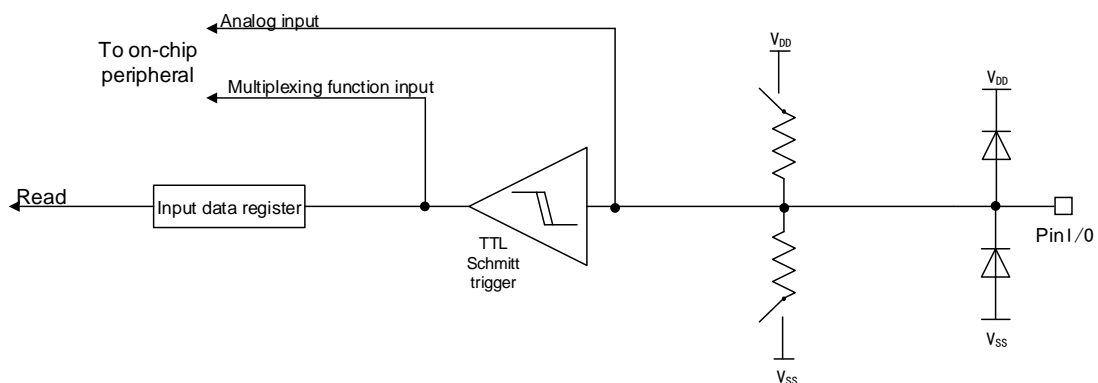 Analog input
To on-chip
peripheral
Multiplexing function input
Read
Input data register
TTL
Schmitt
trigger
VDD
VSS
VDD
VSS
PinI/0